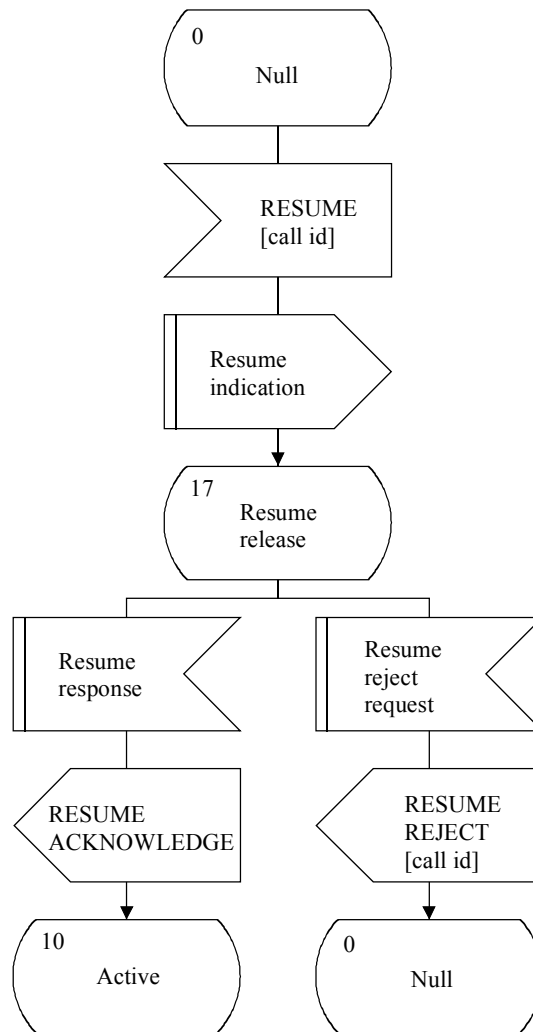 0
Null
RESUME
[call id]
Resume
indication
17
Resume
release
Resume
response
Resume
reject
request
RESUME
ACKNOWLEDGE
RESUME
REJECT
[call id]
10
Active
0
Null